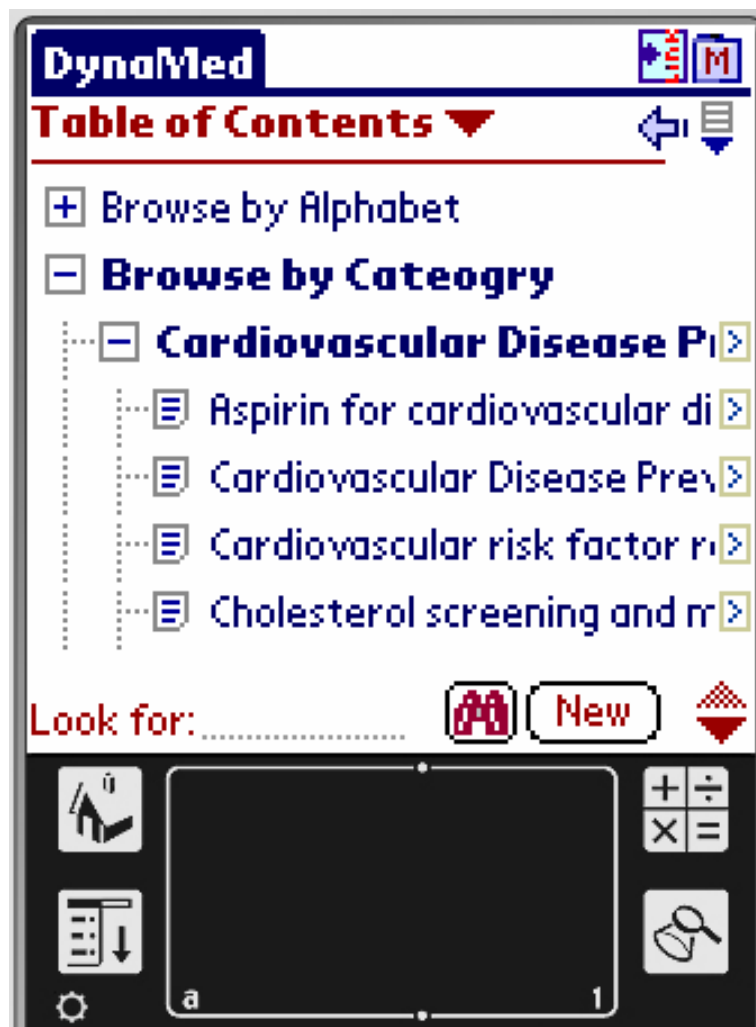 DynaMed
M
Table of Contents
Browse by Alphabet
Browse by Cateogry
Cardiovascular Disease
Aspirin for cardiovascular di
Cardiovascular Disease Prev
Cardiovascular risk factor r
Cholesterol screening and m
Look for:
New
+ ÷
× =
a 1